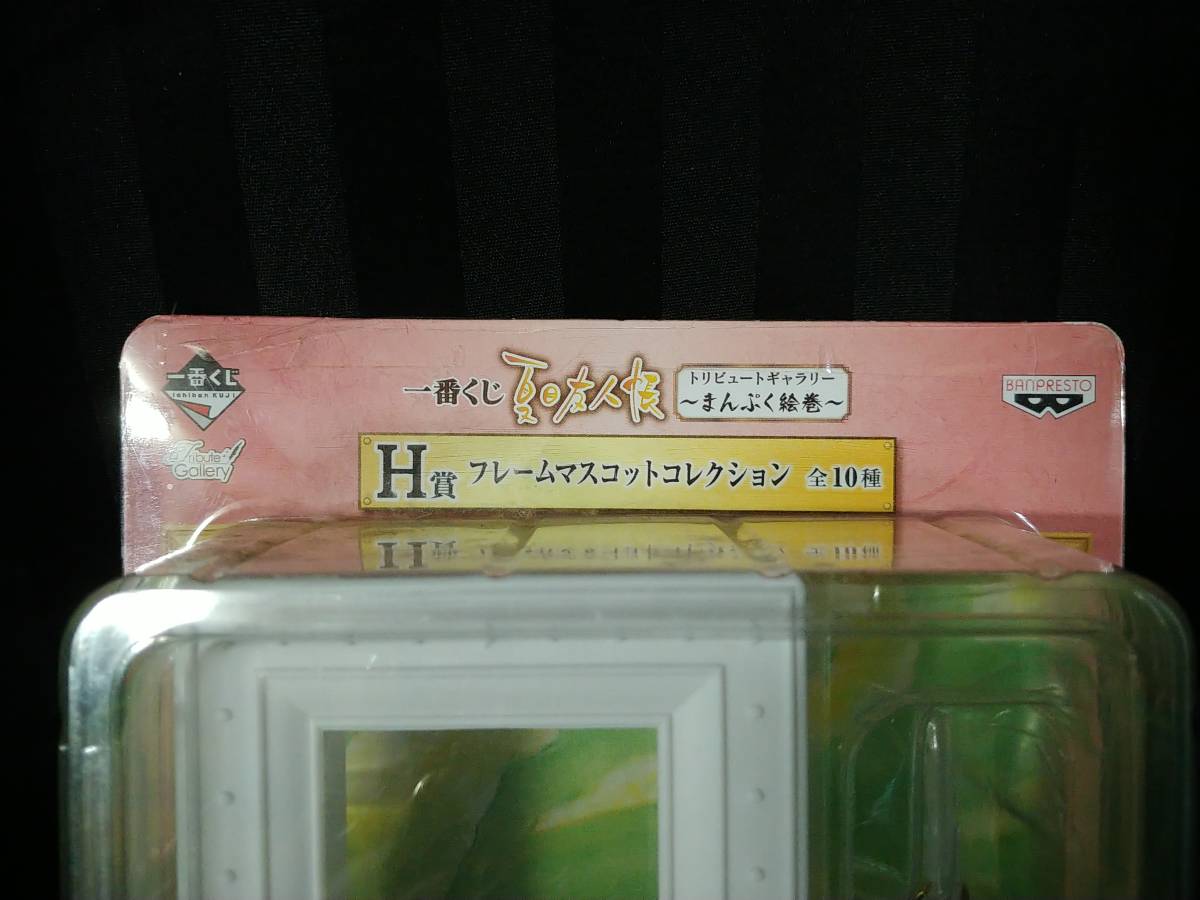 一番くじ
Ichiban KUJI
Tribute Gallery
一番くじ 夏目友人帳
トリビュートギャラリー
～まんぷく絵巻～
BANPRESTO
H賞 フレームマスコットコレクション 全10種